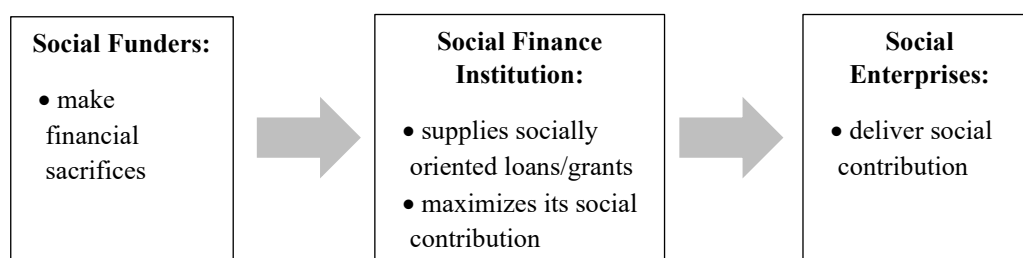 Social Funders:
• make
financial
sacrifices
Social Finance
Institution:
• supplies socially
oriented loans/grants
• maximizes its social
contribution
Social
Enterprises:
• deliver social
contribution